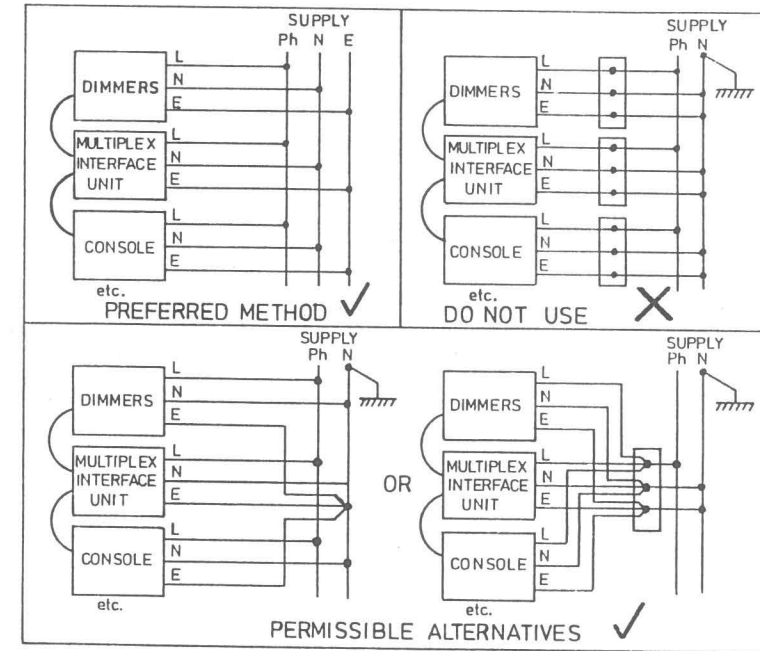 SUPPLY
Ph N E
DIMMERS
L
N
E
MULTIPLEX
INTERFACE
UNIT
L
N
E
CONSOLE
L
N
E
etc.
PREFERRED METHOD
SUPPLY
Ph N
DIMMERS
L
N
E
MULTIPLEX
INTERFACE
UNIT
L
N
E
CONSOLE
L
N
E
etc.
DO NOT USE
SUPPLY
Ph N
DIMMERS
L
N
E
MULTIPLEX
INTERFACE
UNIT
L
N
E
CONSOLE
L
N
E
etc.
OR
SUPPLY
Ph N
DIMMERS
L
N
E
MULTIPLEX
INTERFACE
UNIT
L
N
E
CONSOLE
L
N
E
etc.
PERMISSIBLE ALTERNATIVES